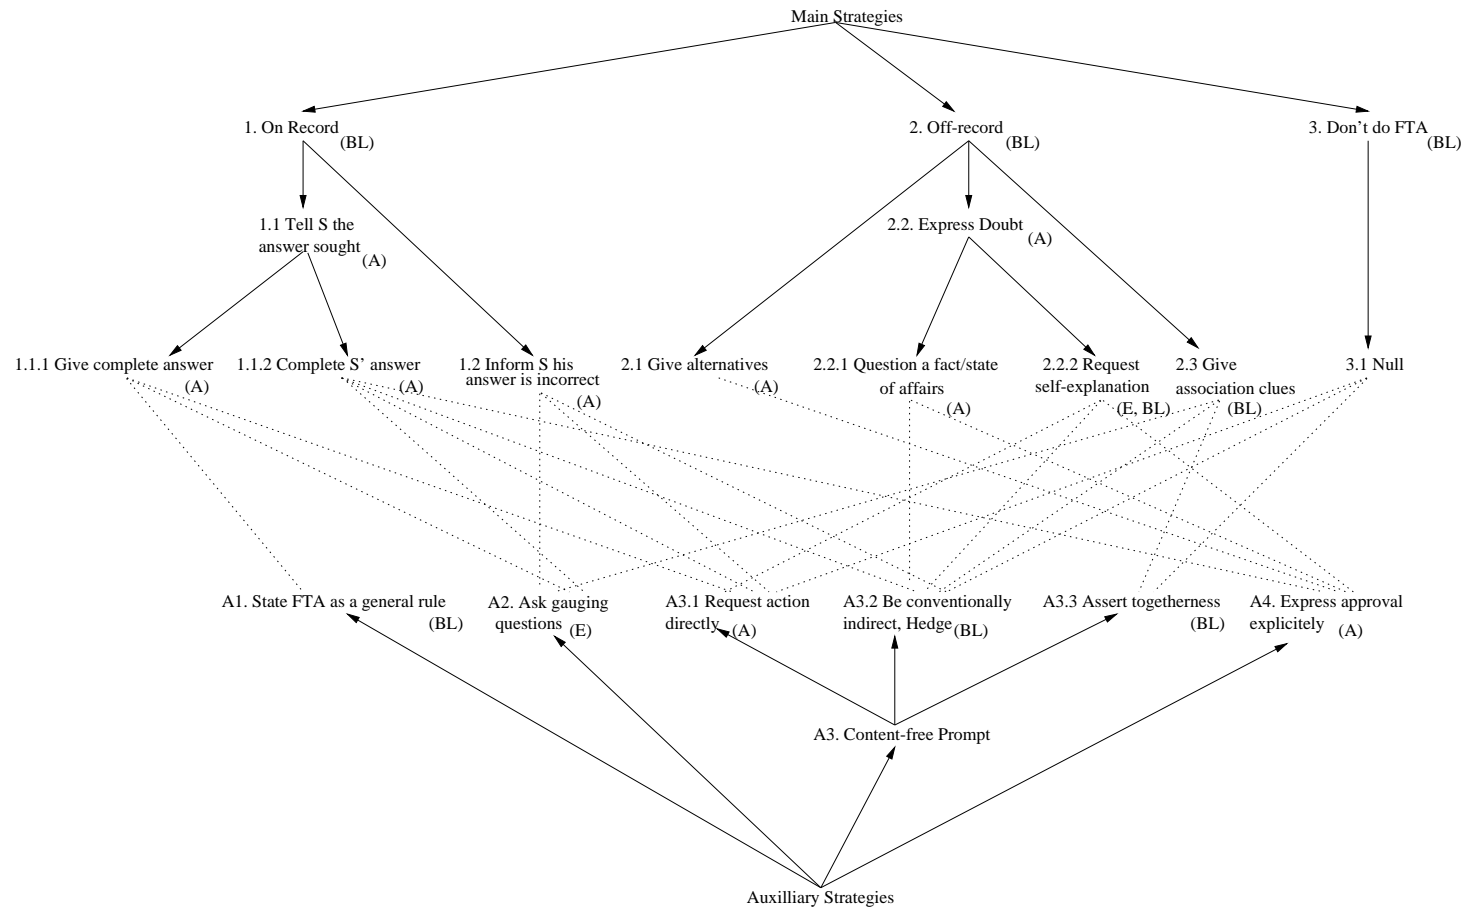 Main Strategies
1. On Record
(BL)
2. Off-record
(BL)
3. Don't do FTA
(BL)
1.1 Tell S the
answer sought
(A)
2.2. Express Doubt
(A)
1.1.1 Give complete answer
(A)
1.1.2 Complete S' answer
(A)
1.2 Inform S his
answer is incorrect
(A)
2.1 Give alternatives
(A)
2.2.1 Question a fact/state
of affairs
(A)
2.2.2 Request
self-explanation
(E, BL)
2.3 Give
association clues
(BL)
3.1 Null
A1. State FTA as a general rule
(BL)
A2. Ask gauging
questions (E)
A3.1 Request action
directly (A)
A3.2 Be conventionally
indirect, Hedge (BL)
A3.3 Assert togetherness
(BL)
A4. Express approval
explicitely (A)
A3. Content-free Prompt
Auxilliary Strategies